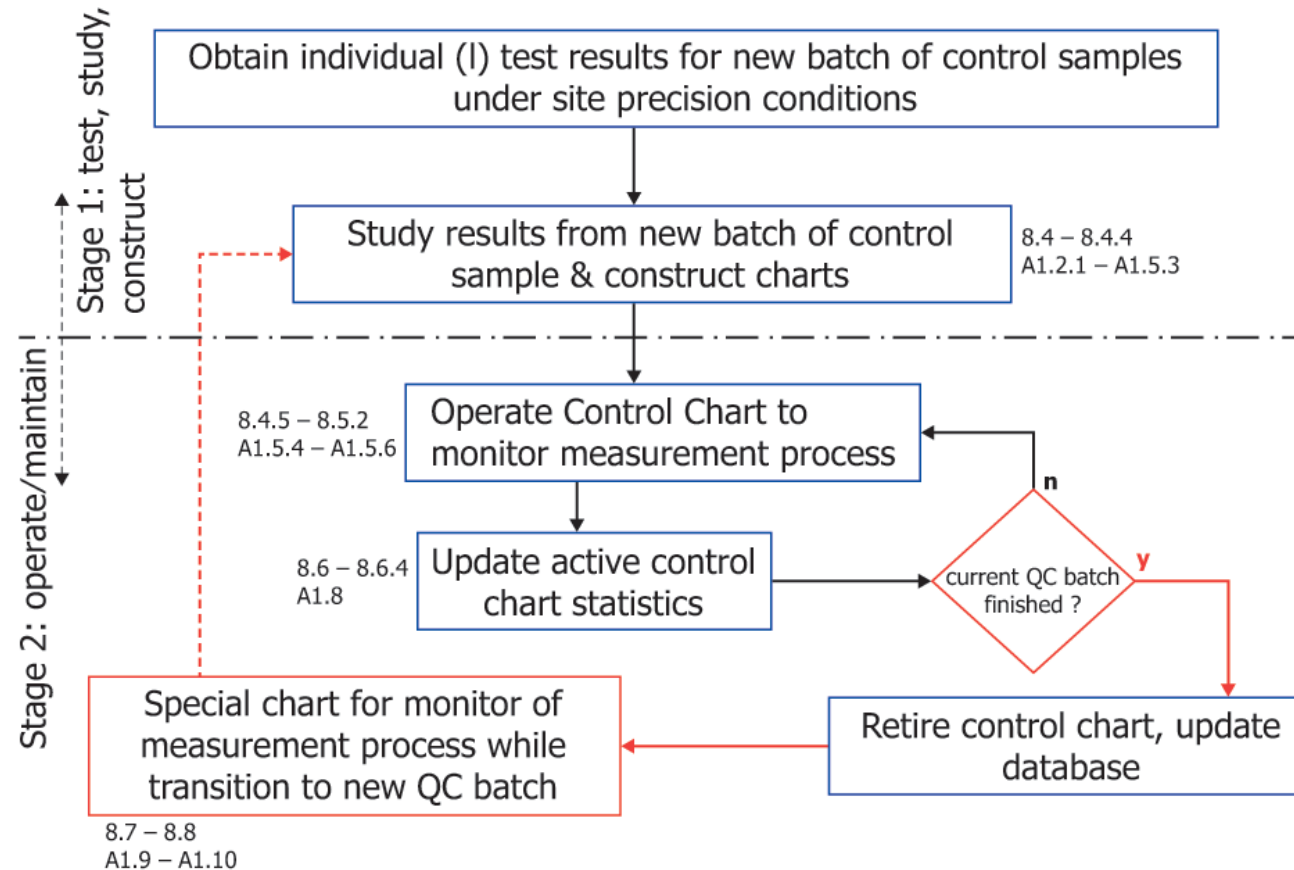 Stage 1: test, study,
construct
Obtain individual (I) test results for new batch of control samples
under site precision conditions
Study results from new batch of control
sample & construct charts
8.4 – 8.4.4
A1.2.1 – A1.5.3
Stage 2: operate/maintain
8.4.5 – 8.5.2
A1.5.4 – A1.5.6
Operate Control Chart to
monitor measurement process
n
8.6 – 8.6.4
A1.8
Update active control
chart statistics
current QC batch
finished ?
y
Special chart for monitor of
measurement process while
transition to new QC batch
Retire control chart, update
database
8.7 – 8.8
A1.9 – A1.10